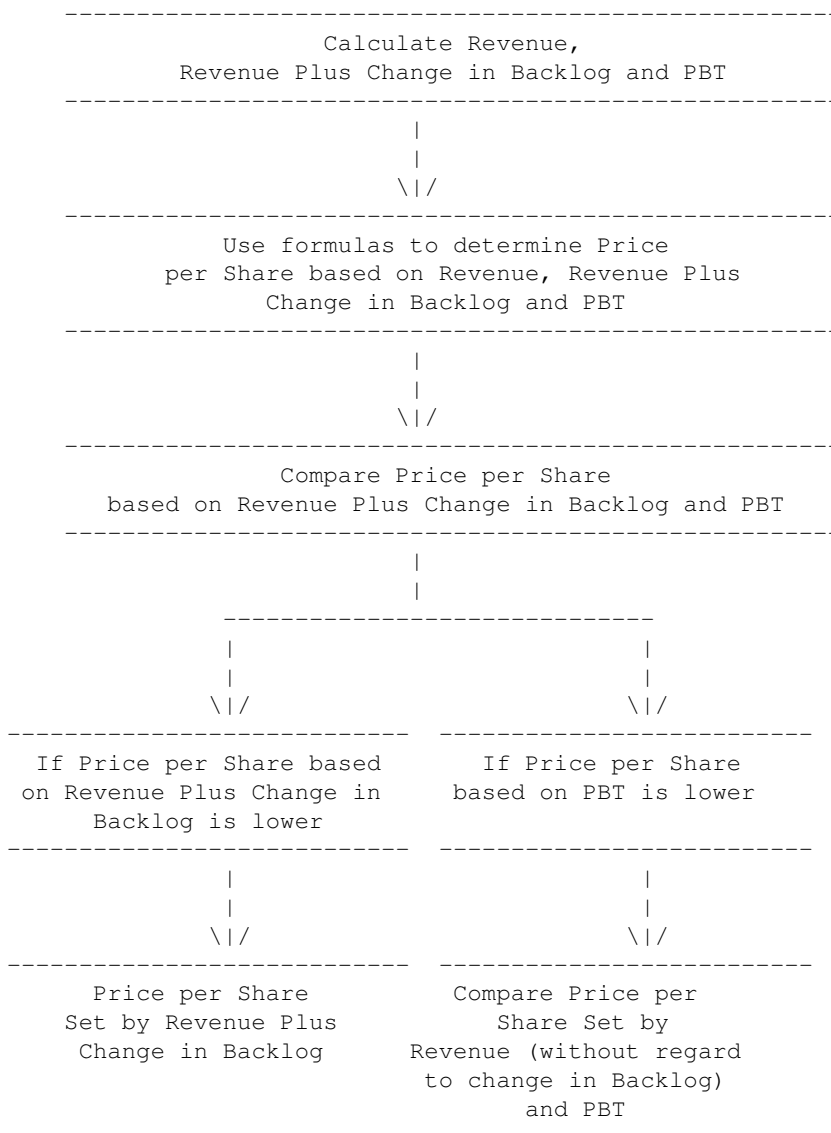 Calculate Revenue,
Revenue Plus Change in Backlog and PBT
Use formulas to determine Price
per Share based on Revenue, Revenue Plus
Change in Backlog and PBT
Compare Price per Share
based on Revenue Plus Change in Backlog and PBT
If Price per Share based
on Revenue Plus Change in
Backlog is lower
If Price per Share
based on PBT is lower
Price per Share
Set by Revenue Plus
Change in Backlog
Compare Price per
Share Set by
Revenue (without regard
to change in Backlog)
and PBT